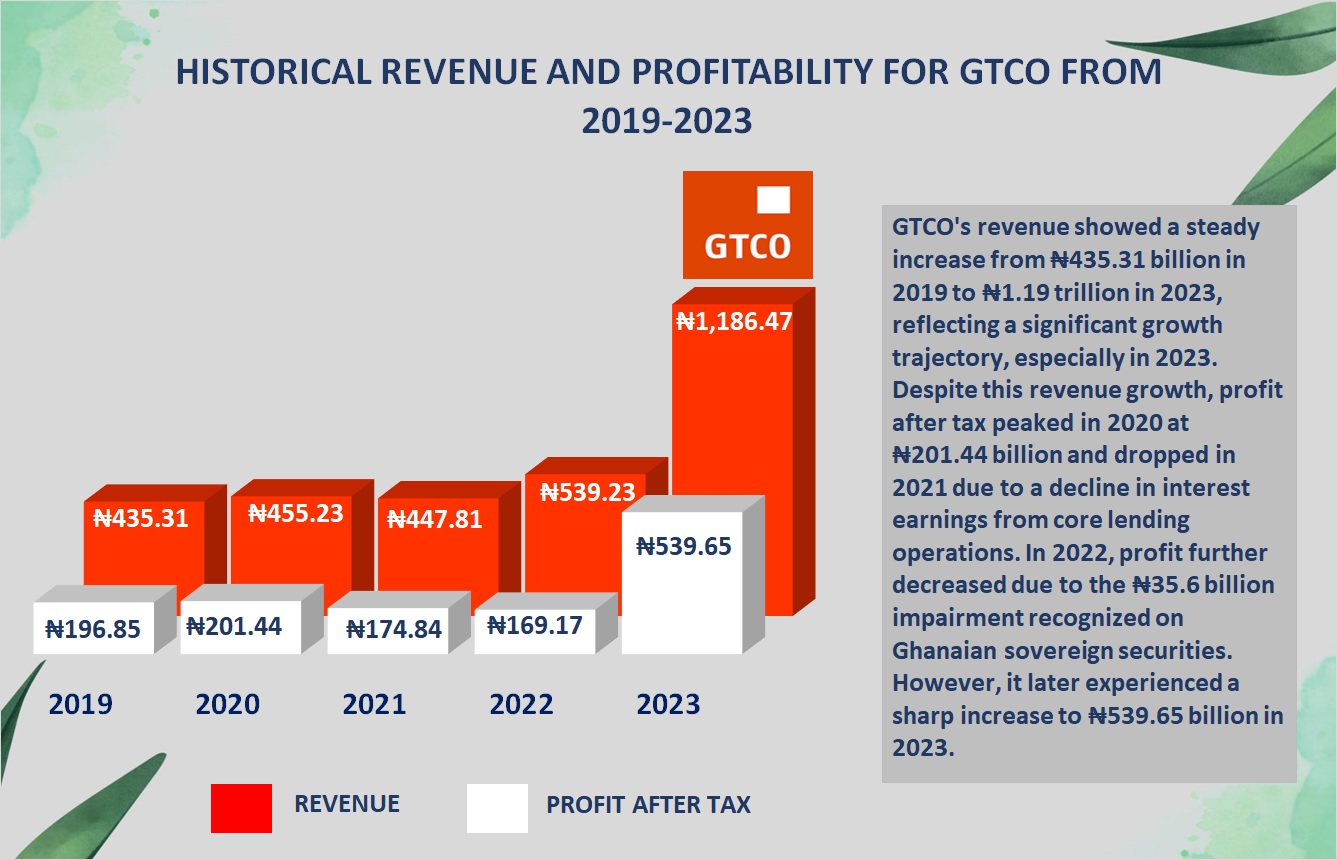 HISTORICAL REVENUE AND PROFITABILITY FOR GTCO FROM
2019-2023
GTCO
₦1,186.47
₦435.31
₦455.23
₦447.81
₦539.23
₦196.85
₦201.44
₦174.84
₦169.17
₦539.65
2019
2020
2021
2022
2023
REVENUE
PROFIT AFTER TAX
GTCO's revenue showed a steady
increase from ₦435.31 billion in
2019 to ₦1.19 trillion in 2023,
reflecting a significant growth
trajectory, especially in 2023.
Despite this revenue growth, profit
after tax peaked in 2020 at
₦201.44 billion and dropped in
2021 due to a decline in interest
earnings from core lending
operations. In 2022, profit further
decreased due to the ₦35.6 billion
impairment recognized on
Ghanaian sovereign securities.
However, it later experienced a
sharp increase to ₦539.65 billion in
2023.